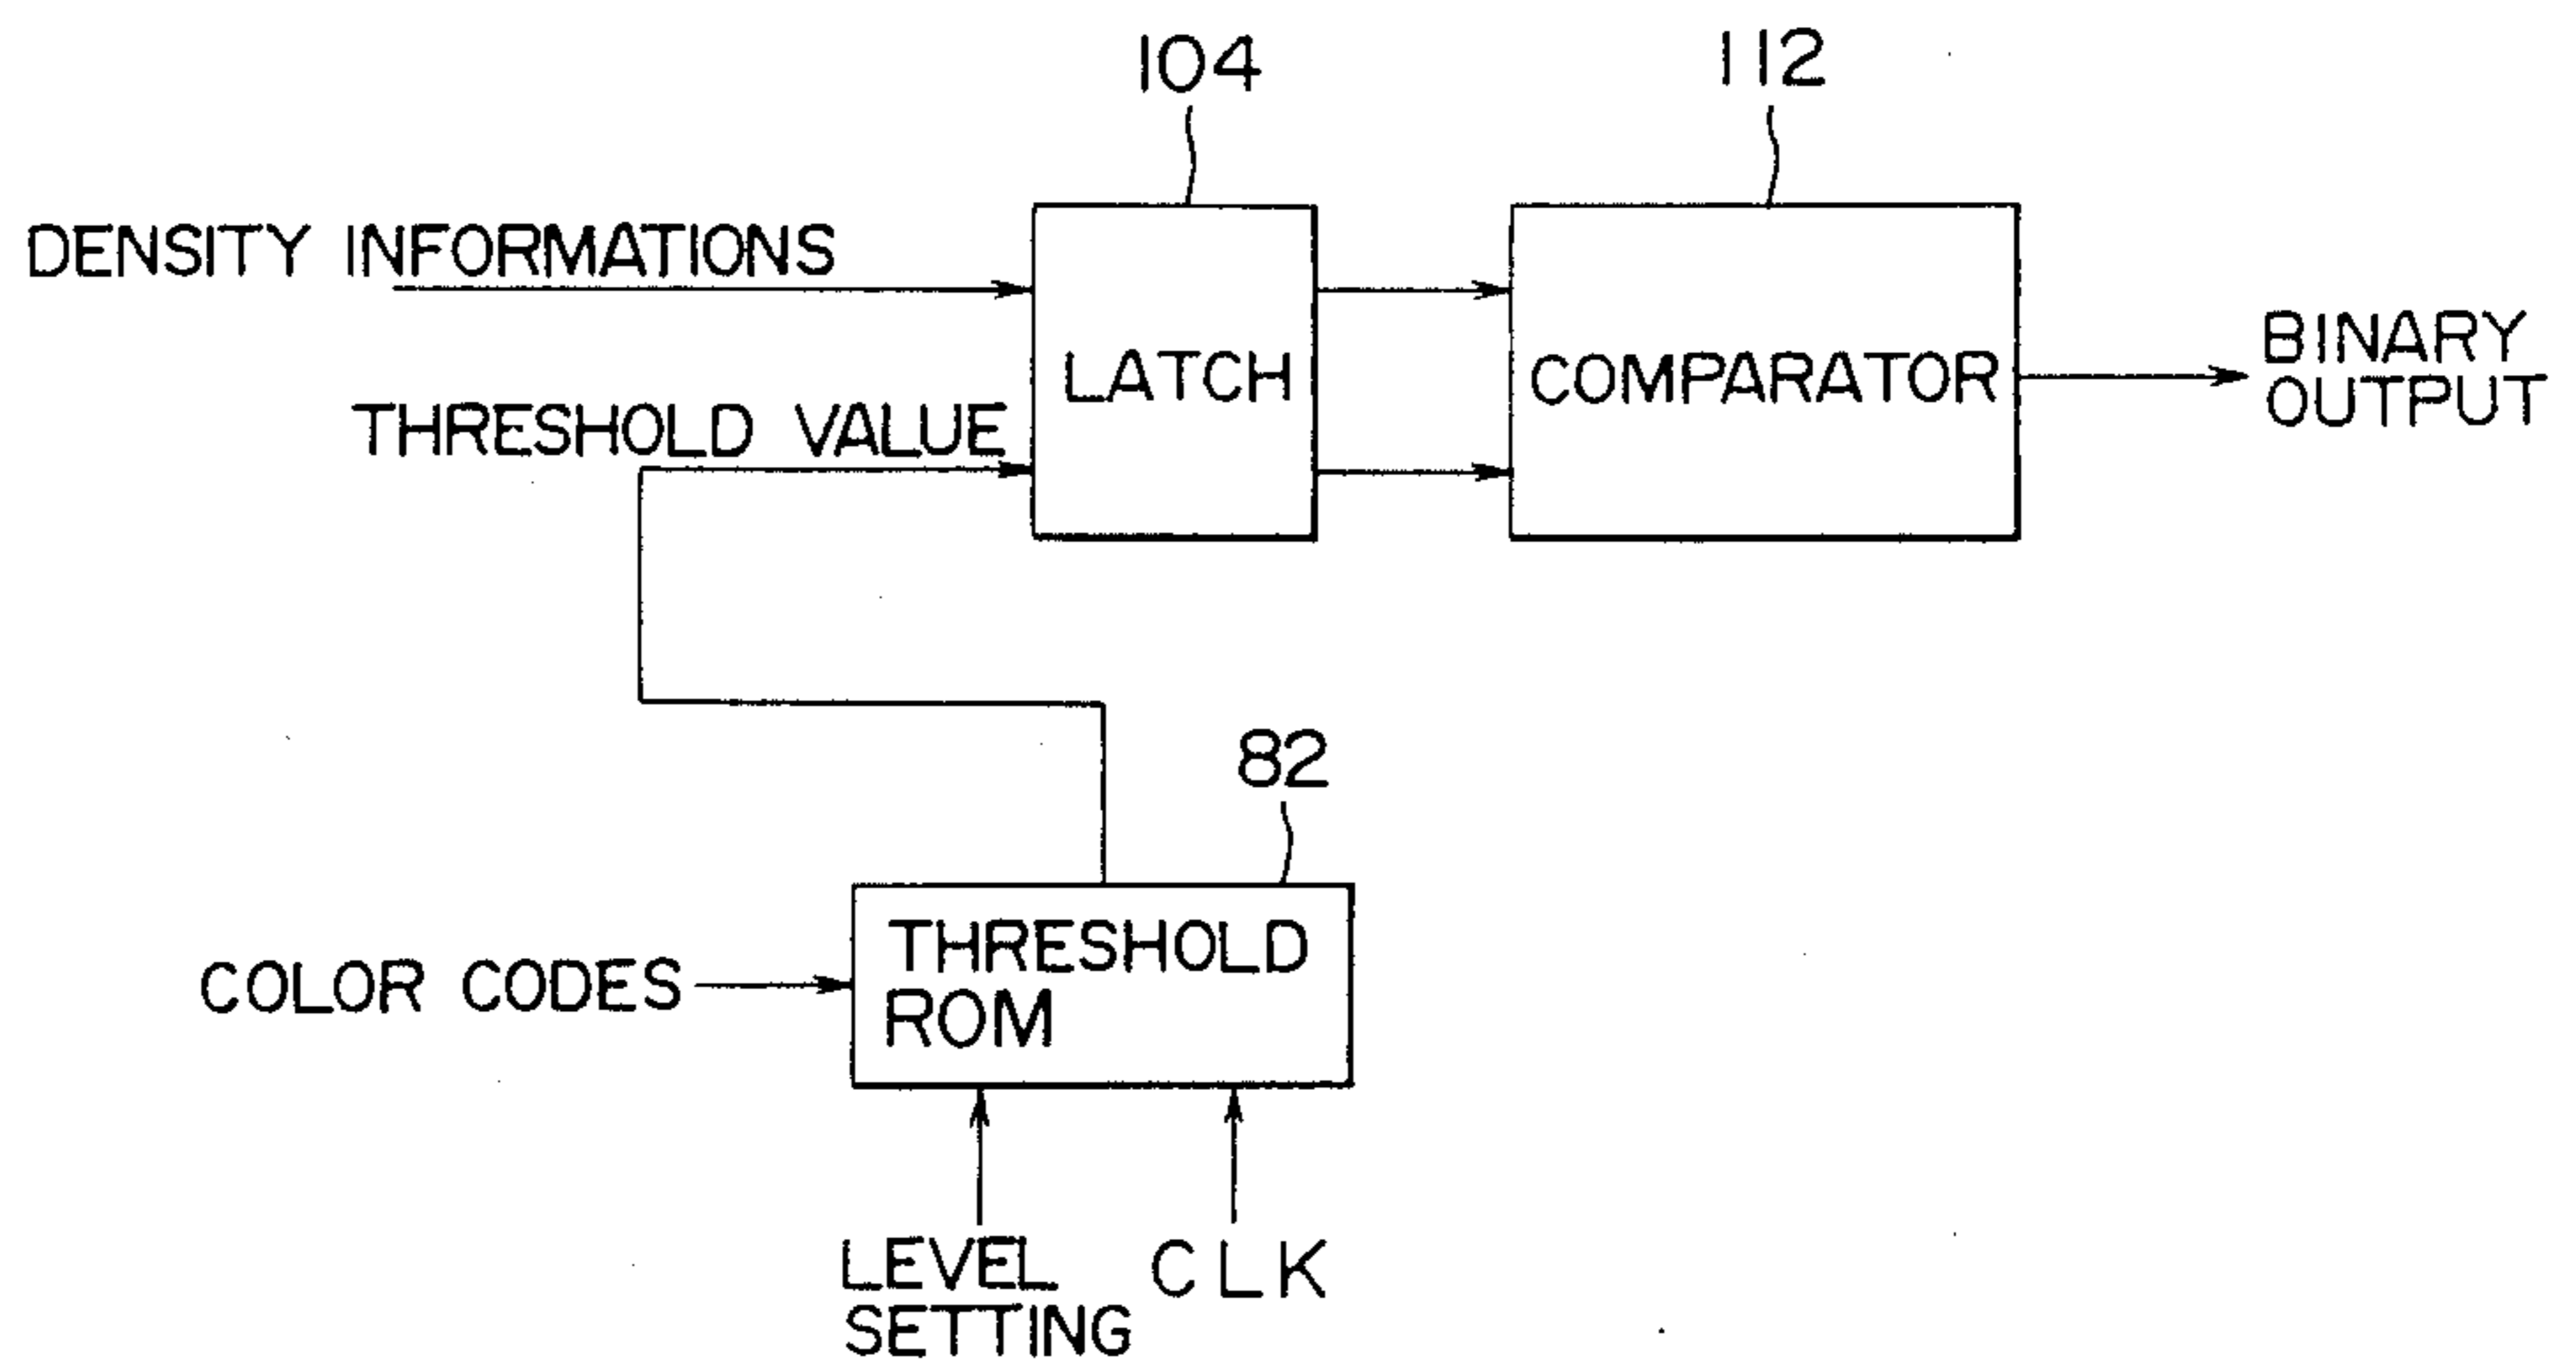 104
112
DENSITY INFORMATIONS
LATCH
COMPARATOR
BINARY
OUTPUT
THRESHOLD VALUE
82
THRESHOLD
ROM
COLOR CODES
LEVEL
SETTING
CLK